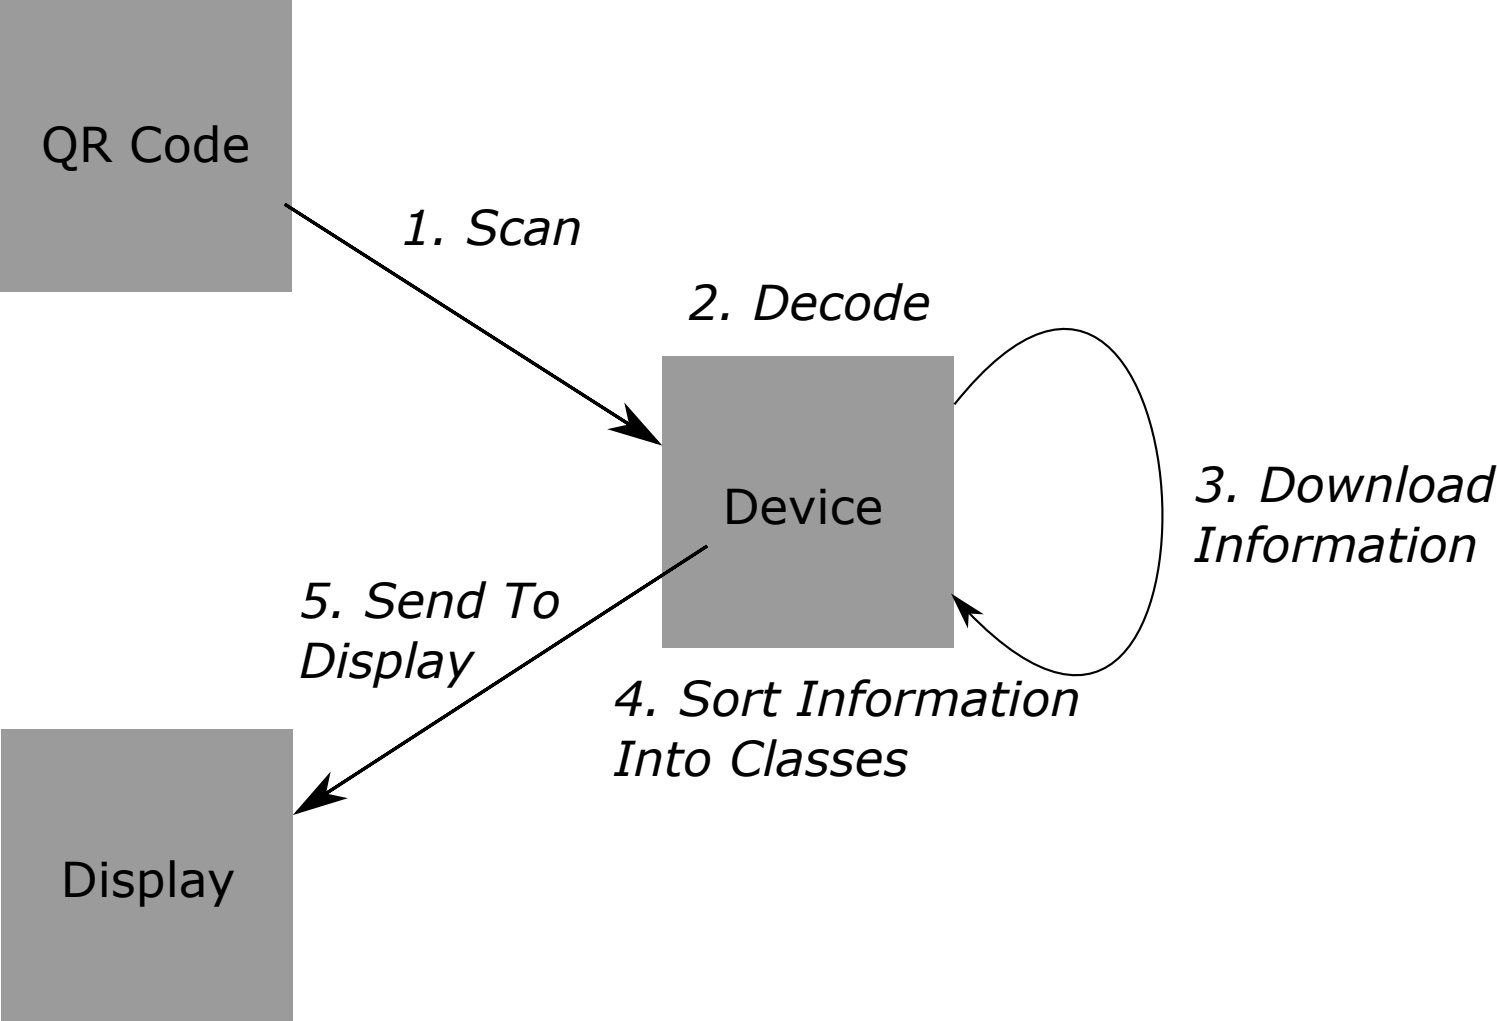 QR Code
1. Scan
2. Decode
Device
3. Download
Information
4. Sort Information
Into Classes
5. Send To
Display
Display